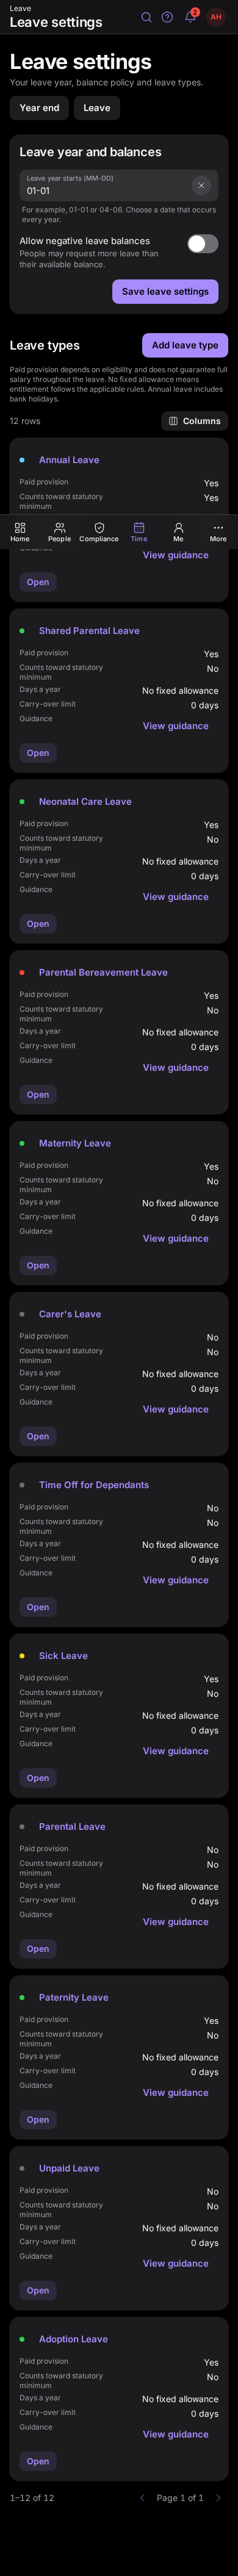 Leave
Leave settings
2
AH
Leave settings
Your leave year, balance policy and leave types.
Year end
Leave
Leave year and balances
Leave year starts (MM-DD)
01-01
For example, 01-01 or 04-06. Choose a date that occurs
every year.
Allow negative leave balances
People may request more leave than
their available balance.
Save leave settings
Leave types
Add leave type
Paid provision depends on eligibility and does not guarantee full
salary throughout the leave. No fixed allowance means
entitlement follows the applicable rules. Annual leave includes
bank holidays.
12 rows
Columns
Annual Leave
Paid provision
Yes
Counts toward statutory
minimum
Yes
Home
People
Compliance
Time
Me
More
View guidance
Open
Shared Parental Leave
Paid provision
Yes
Counts toward statutory
minimum
No
Days a year
No fixed allowance
Carry-over limit
0 days
Guidance
View guidance
Open
Neonatal Care Leave
Paid provision
Yes
Counts toward statutory
minimum
No
Days a year
No fixed allowance
Carry-over limit
0 days
Guidance
View guidance
Open
Parental Bereavement Leave
Paid provision
Yes
Counts toward statutory
minimum
No
Days a year
No fixed allowance
Carry-over limit
0 days
Guidance
View guidance
Open
Maternity Leave
Paid provision
Yes
Counts toward statutory
minimum
No
Days a year
No fixed allowance
Carry-over limit
0 days
Guidance
View guidance
Open
Carer's Leave
Paid provision
No
Counts toward statutory
minimum
No
Days a year
No fixed allowance
Carry-over limit
0 days
Guidance
View guidance
Open
Time Off for Dependants
Paid provision
No
Counts toward statutory
minimum
No
Days a year
No fixed allowance
Carry-over limit
0 days
Guidance
View guidance
Open
Sick Leave
Paid provision
Yes
Counts toward statutory
minimum
No
Days a year
No fixed allowance
Carry-over limit
0 days
Guidance
View guidance
Open
Parental Leave
Paid provision
No
Counts toward statutory
minimum
No
Days a year
No fixed allowance
Carry-over limit
0 days
Guidance
View guidance
Open
Paternity Leave
Paid provision
Yes
Counts toward statutory
minimum
No
Days a year
No fixed allowance
Carry-over limit
0 days
Guidance
View guidance
Open
Unpaid Leave
Paid provision
No
Counts toward statutory
minimum
No
Days a year
No fixed allowance
Carry-over limit
0 days
Guidance
View guidance
Open
Adoption Leave
Paid provision
Yes
Counts toward statutory
minimum
No
Days a year
No fixed allowance
Carry-over limit
0 days
Guidance
View guidance
Open
1–12 of 12
Page 1 of 1